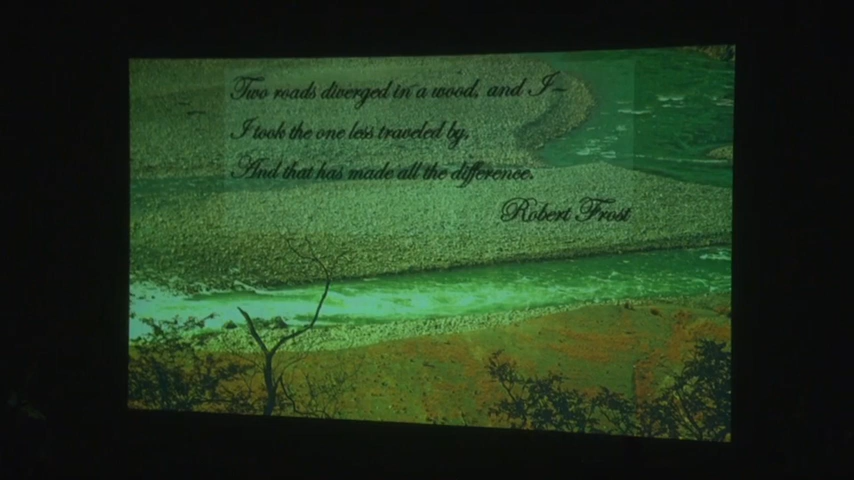 Two roads diverged in a wood, and I—
I took the one less traveled by,
And that has made all the difference.
Robert Frost